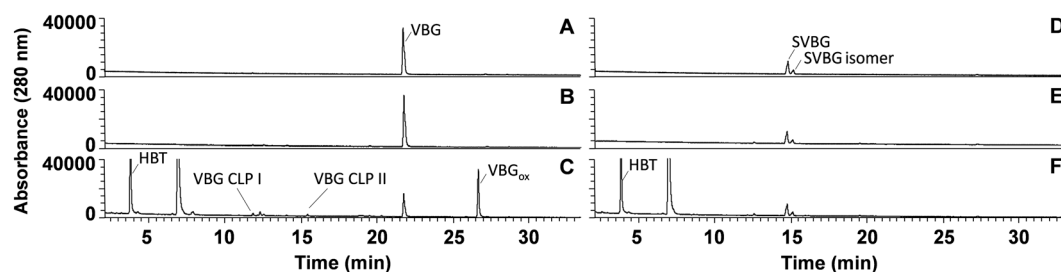 Absorbance (280 nm)
40000
0
A
VBG
40000
0
B
40000
0
C
HBT
VBG CLP I
VBG CLP II
VBGox
5
10
15
20
25
30
Time (min)
D
SVBG
SVBG isomer
E
F
HBT
5
10
15
20
25
30
Time (min)